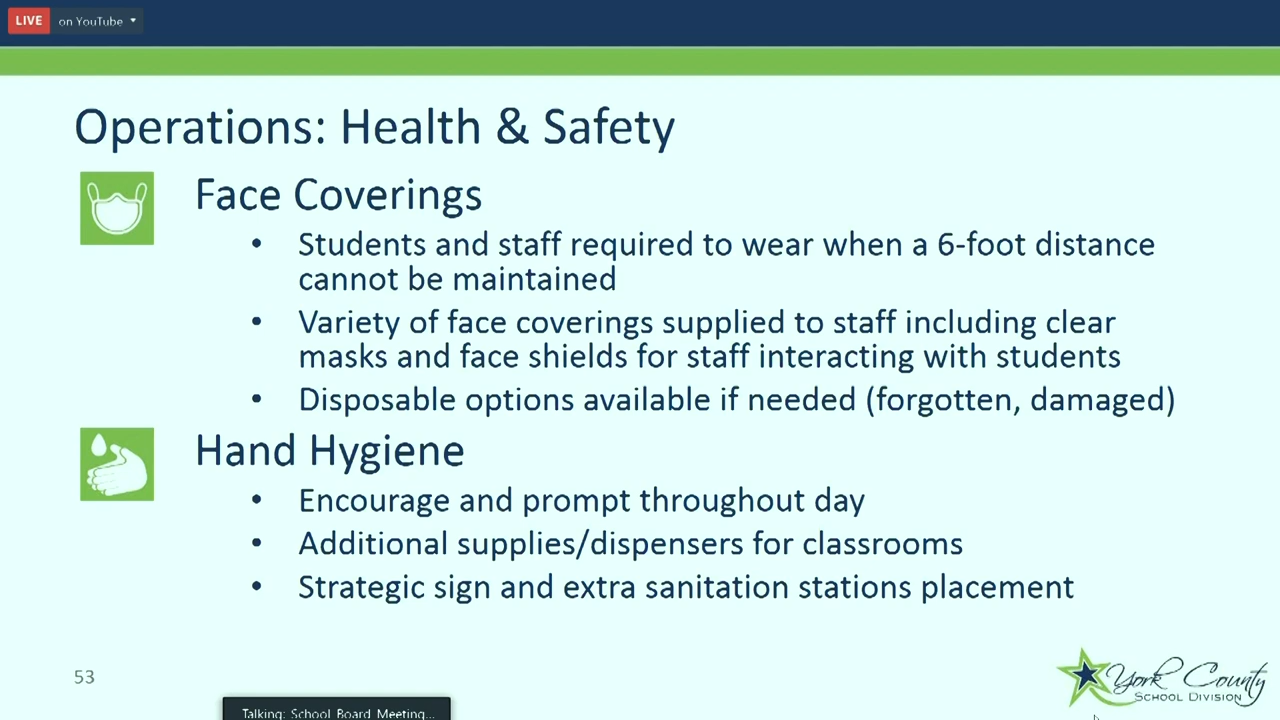 LIVE on YouTube
Operations: Health & Safety
Face Coverings
• Students and staff required to wear when a 6-foot distance
cannot be maintained
• Variety of face coverings supplied to staff including clear
masks and face shields for staff interacting with students
• Disposable options available if needed (forgotten, damaged)
Hand Hygiene
• Encourage and prompt throughout day
• Additional supplies/dispensers for classrooms
• Strategic sign and extra sanitation stations placement
53
York County
SCHOOL DIVISION
Talking: School Board Meeting...